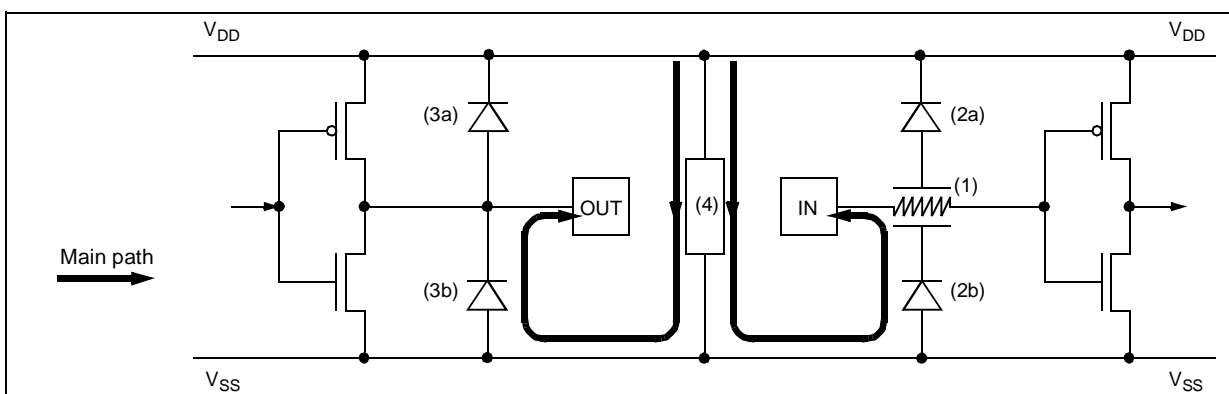 VDD
VDD
(3a)
(2a)
(1)
OUT
(4)
IN
Main path
(3b)
(2b)
VSS
VSS